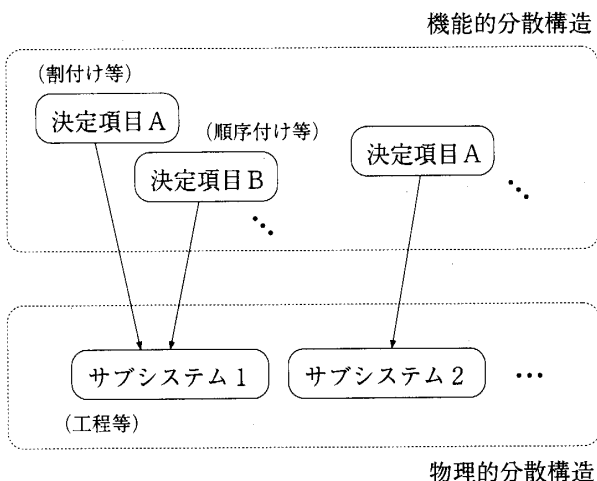 機能的分散構造
(割付け等)
決定項目A
(順序付け等)
決定項目B
決定項目A
サブシステム1
サブシステム2
(工程等)
物理的分散構造